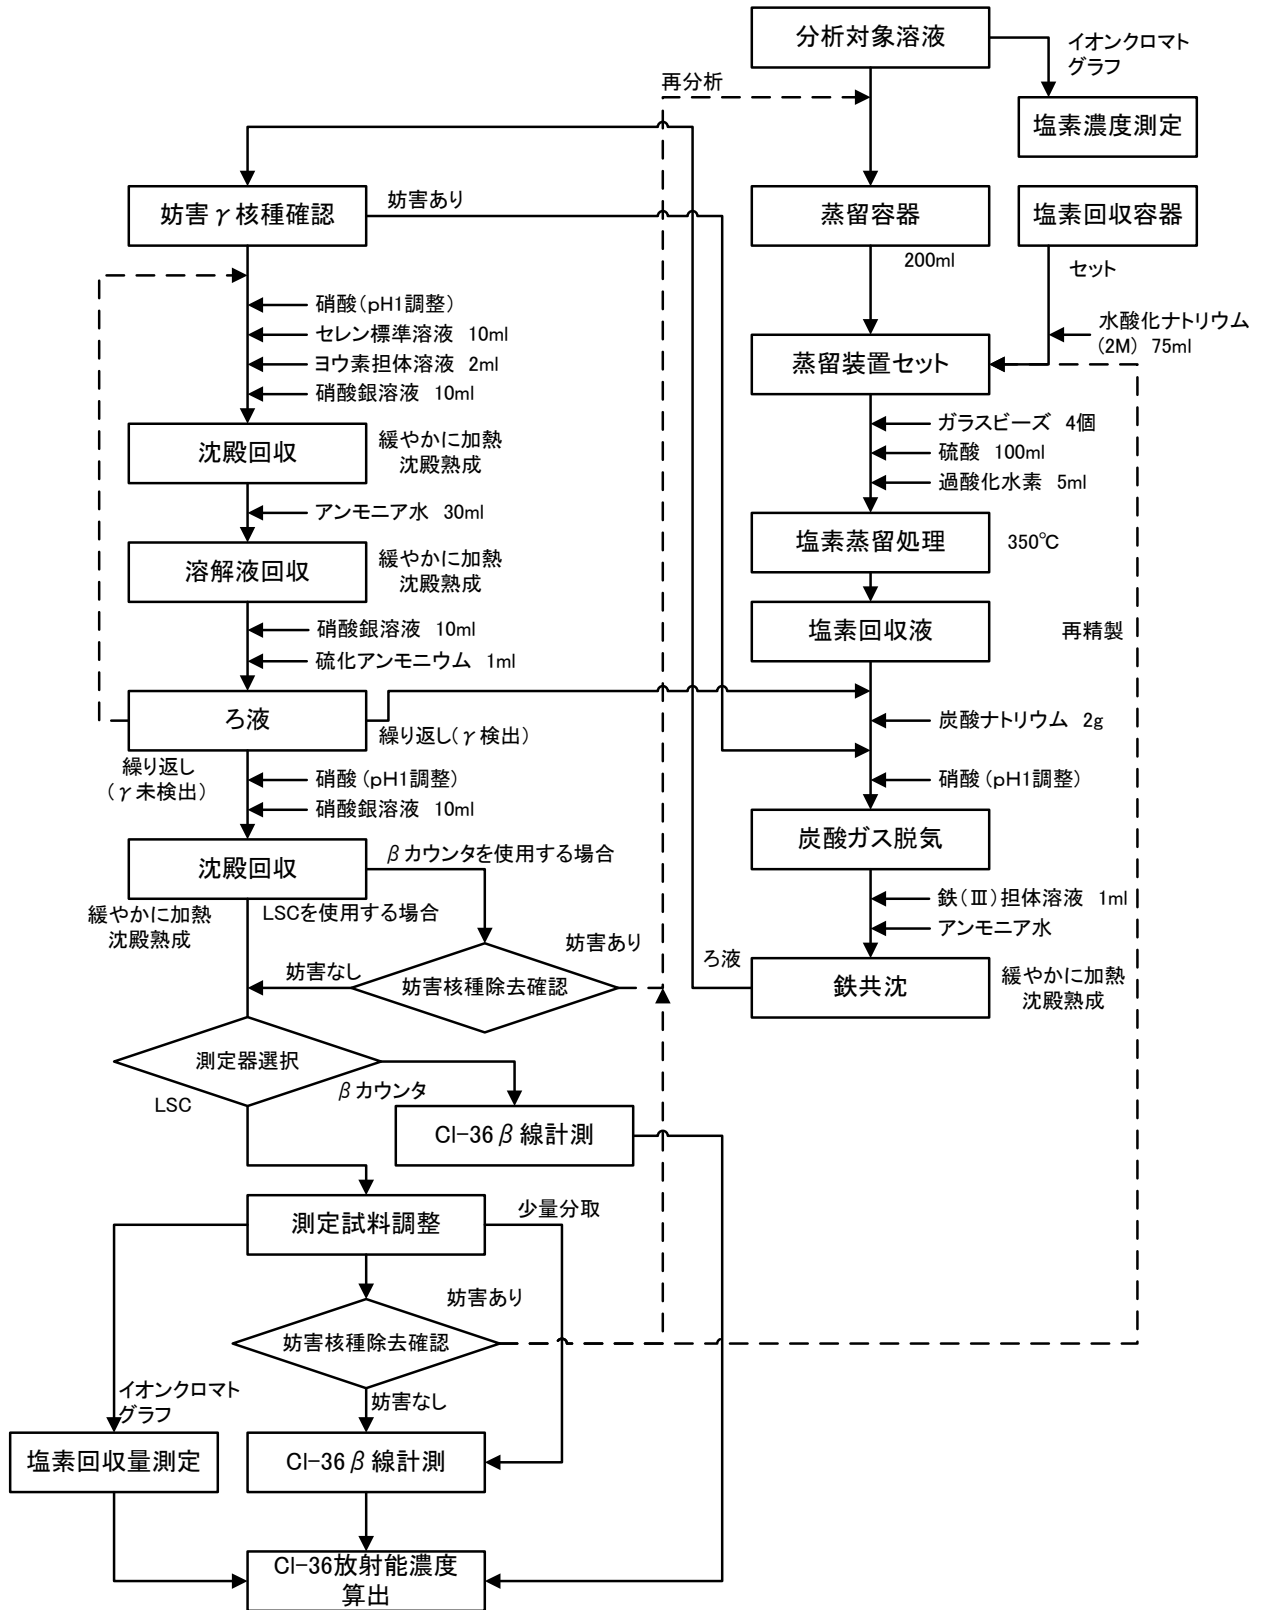 分析対象溶液
イオンクロマト
グラフ
再分析
塩素濃度測定
妨害γ核種確認
妨害あり
蒸留容器
塩素回収容器
200ml
セット
硝酸(pH1調整)
セレン標準溶液 10ml
ヨウ素担体溶液 2ml
硝酸銀溶液 10ml
水酸化ナトリウム
(2M) 75ml
蒸留装置セット
沈殿回収
緩やかに加熱
沈殿熟成
ガラスビーズ 4個
硫酸 100ml
過酸化水素 5ml
アンモニア水 30ml
塩素蒸留処理
350℃
溶解液回収
緩やかに加熱
沈殿熟成
塩素回収液
再精製
硝酸銀溶液 10ml
硫化アンモニウム 1ml
ろ液
繰り返し(γ検出)
炭酸ナトリウム 2g
繰り返し
(γ未検出)
硝酸(pH1調整)
硝酸銀溶液 10ml
硝酸(pH1調整)
沈殿回収
βカウンタを使用する場合
炭酸ガス脱気
緩やかに加熱
沈殿熟成
LSCを使用する場合
鉄(Ⅲ)担体溶液 1ml
アンモニア水
妨害あり
妨害なし
妨害核種除去確認
ろ液
鉄共沈
緩やかに加熱
沈殿熟成
測定器選択
βカウンタ
LSC
Cl-36β線計測
測定試料調整
少量分取
妨害あり
妨害核種除去確認
妨害なし
イオンクロマト
グラフ
塩素回収量測定
Cl-36β線計測
Cl-36放射能濃度
算出